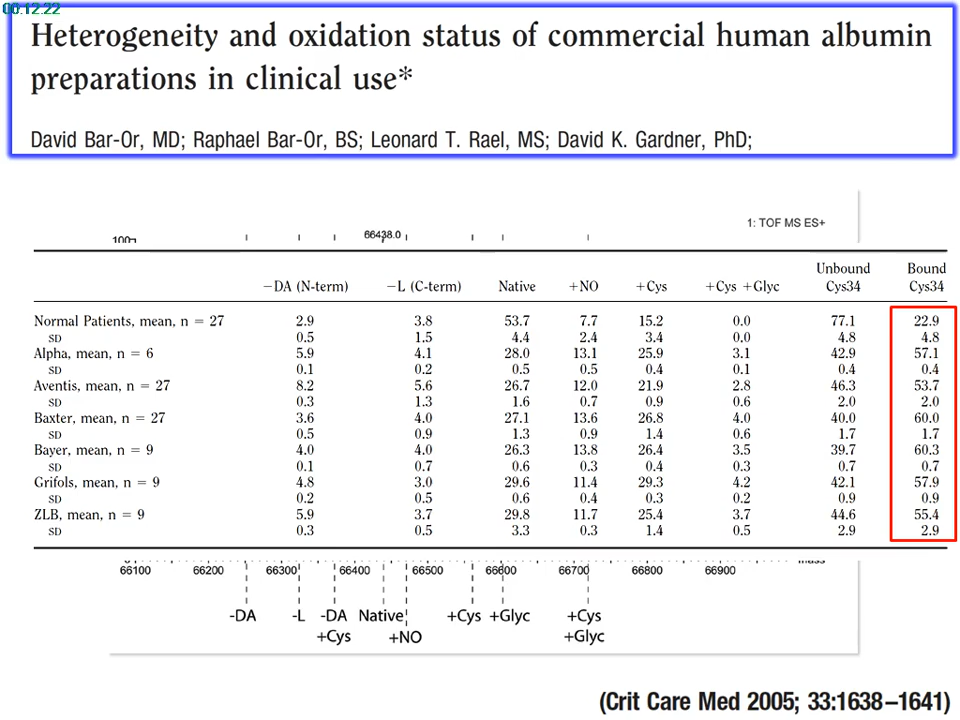 00:12:22
Heterogeneity and oxidation status of commercial human albumin
preparations in clinical use*
David Bar-Or, MD; Raphael Bar-Or, BS; Leonard T. Rael, MS; David K. Gardner, PhD;
1: TOF MS ES+
100
66438.0
Unbound Bound
−DA (N-term) −L (C-term) Native +NO +Cys +Cys +Glyc Cys34 Cys34
Normal Patients, mean, n = 27 2.9 3.8 53.7 7.7 15.2 0.0 77.1 22.9
SD 0.5 1.5 4.4 2.4 3.4 0.0 4.8 4.8
Alpha, mean, n = 6 5.9 4.1 28.0 13.1 25.9 3.1 42.9 57.1
SD 0.1 0.2 0.5 0.5 0.4 0.1 0.4 0.4
Aventis, mean, n = 27 8.2 5.6 26.7 12.0 21.9 2.8 46.3 53.7
SD 0.3 1.3 1.6 0.7 0.9 0.6 2.0 2.0
Baxter, mean, n = 27 3.6 4.0 27.1 13.6 26.8 4.0 40.0 60.0
SD 0.5 0.9 1.3 0.9 1.4 0.6 1.7 1.7
Bayer, mean, n = 9 4.0 4.0 26.3 13.8 26.4 3.5 39.7 60.3
SD 0.1 0.7 0.6 0.3 0.4 0.3 0.7 0.7
Grifols, mean, n = 9 4.8 3.0 29.6 11.4 29.3 4.2 42.1 57.9
SD 0.2 0.5 0.6 0.4 0.3 0.2 0.9 0.9
ZLB, mean, n = 9 5.9 3.7 29.8 11.7 25.4 3.7 44.6 55.4
SD 0.3 0.5 3.3 0.3 1.4 0.5 2.9 2.9
mass
66100 66200 66300 66400 66500 66600 66700 66800 66900
-DA -L -DA Native +Cys +Glyc +Cys
+Cys +NO +Glyc
(Crit Care Med 2005; 33:1638–1641)